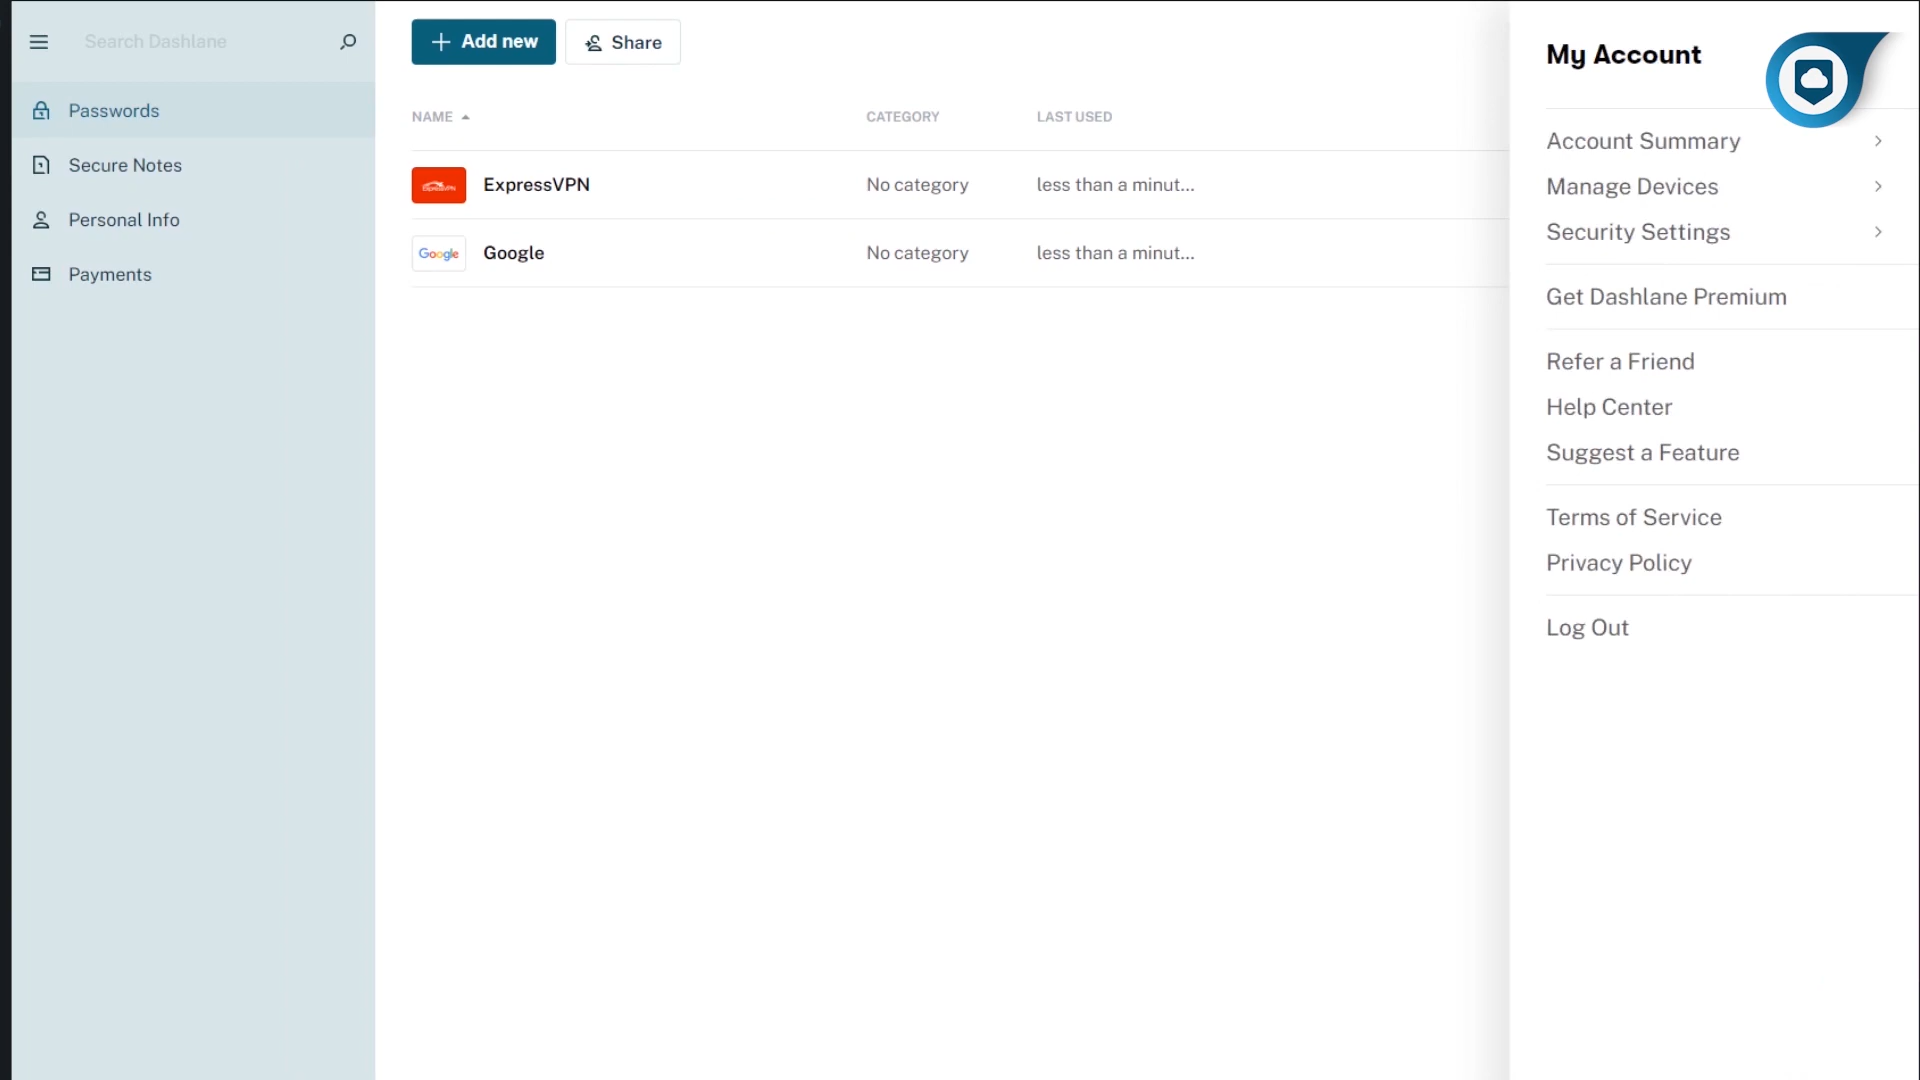 Search Dashlane
Passwords
Secure Notes
Personal Info
Payments
Add new
Share
NAME
CATEGORY
LAST USED
ExpressVPN
ExpressVPN
No category
less than a minut...
Google
Google
No category
less than a minut...
My Account
Account Summary
Manage Devices
Security Settings
Get Dashlane Premium
Refer a Friend
Help Center
Suggest a Feature
Terms of Service
Privacy Policy
Log Out